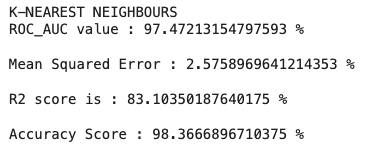 K-NEAREST NEIGHBOURS
ROC_AUC value : 97.47213154797593 %
Mean Squared Error : 2.5758969641214353 %
R2 score is : 83.10350187640175 %
Accuracy Score : 98.3666896710375 %